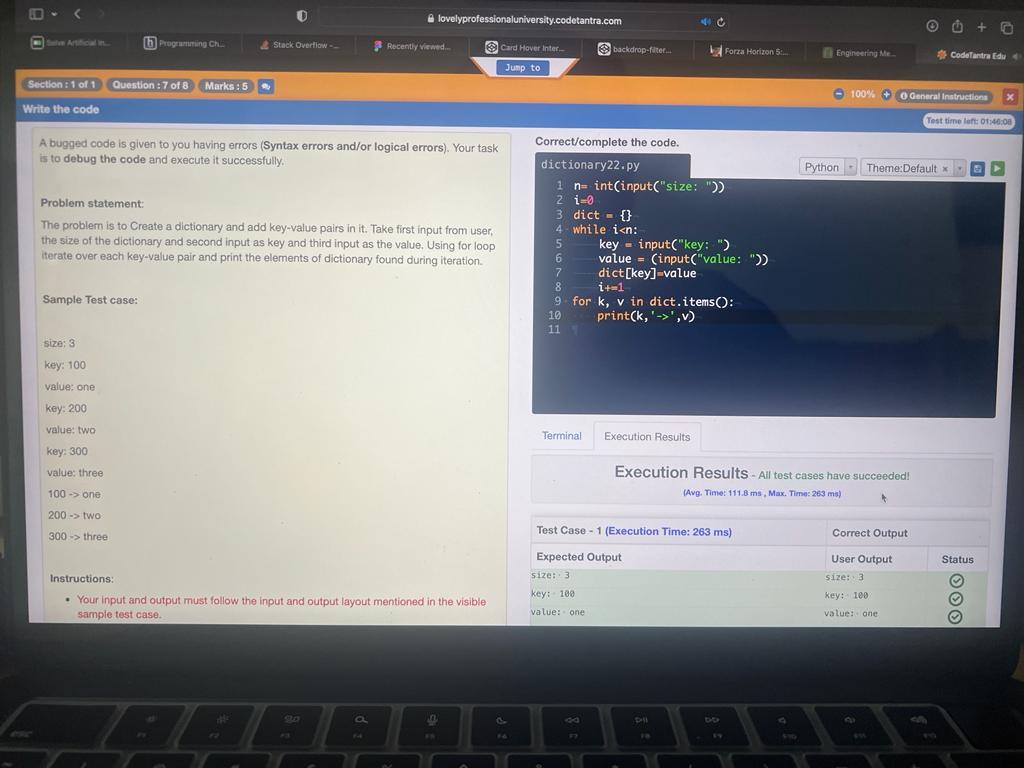 lovelyprofessionaluniversity.codetantra.com
Solve Artificial In...
Programming Ch...
Stack Overflow -...
Recently viewed...
Card Hover Inter...
backdrop-filter...
Forza Horizon 5:...
Engineering Me...
CodeTantra Edu
Jump to
Section : 1 of 1
Question : 7 of 8
Marks : 5
100%
General Instructions
Write the code
Test time left: 01:46:08
A bugged code is given to you having errors (Syntax errors and/or logical errors). Your task
is to debug the code and execute it successfully.
Problem statement:
The problem is to Create a dictionary and add key-value pairs in it. Take first input from user,
the size of the dictionary and second input as key and third input as the value. Using for loop
iterate over each key-value pair and print the elements of dictionary found during iteration.
Sample Test case:
size: 3
key: 100
value: one
key: 200
value: two
key: 300
value: three
100 -> one
200 -> two
300 -> three
Instructions:
• Your input and output must follow the input and output layout mentioned in the visible
sample test case.
Correct/complete the code.
dictionary22.py
Python
Theme:Default ×
1 n= int(input("size: "))
2 i=0
3 dict = {}
4 while i<n:
5 key = input("key: ")
6 value = (input("value: "))
7 dict[key]=value
8 i+=1
9 for k, v in dict.items():
10 print(k,'->',v)
11
Terminal
Execution Results
Execution Results - All test cases have succeeded!
(Avg. Time: 111.8 ms , Max. Time: 263 ms)
Test Case - 1 (Execution Time: 263 ms)
Correct Output
Expected Output
User Output
Status
size: 3
size: 3
key: 100
key: 100
value: one
value: one
esc
F1
F2
F3
F4
F5
F6
F7
F8
F9
F10
F11
F12